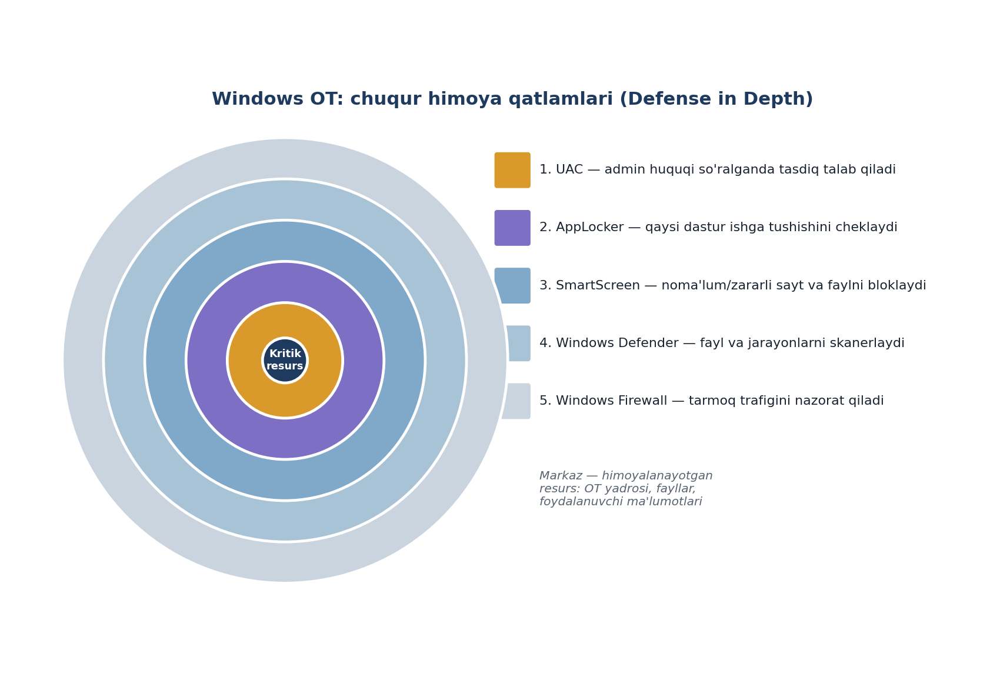 Windows OT: chuqur himoya qatlamlari (Defense in Depth)
1. UAC — admin huquqi so'ralganda tasdiq talab qiladi
2. AppLocker — qaysi dastur ishga tushishini cheklaydi
3. SmartScreen — noma'lum/zararli sayt va faylni bloklaydi
4. Windows Defender — fayl va jarayonlarni skanerlaydi
5. Windows Firewall — tarmoq trafigini nazorat qiladi
Kritik
resurs
Markaz — himoyalanayotgan
resurs: OT yadrosi, fayllar,
foydalanuvchi ma'lumotlari